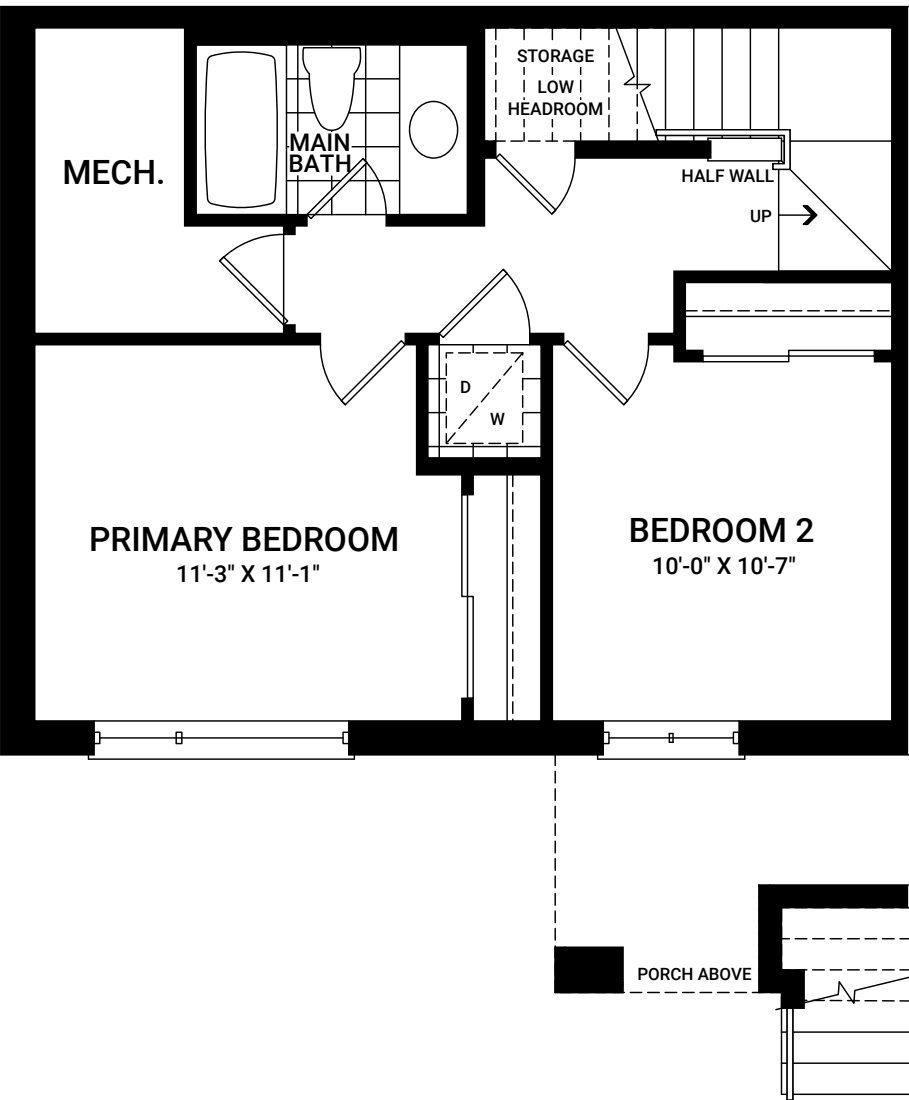 STORAGE
LOW
HEADROOM
MAIN
BATH
MECH.
HALF WALL
UP
D
W
PRIMARY BEDROOM
11'-3" X 11'-1"
BEDROOM 2
10'-0" X 10'-7"
PORCH ABOVE